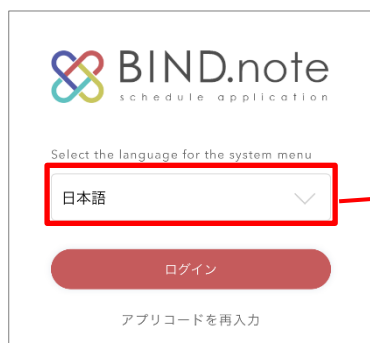 BIND.note
schedule application
Select the language for the system menu
日本語
ログイン
アプリコードを再入力